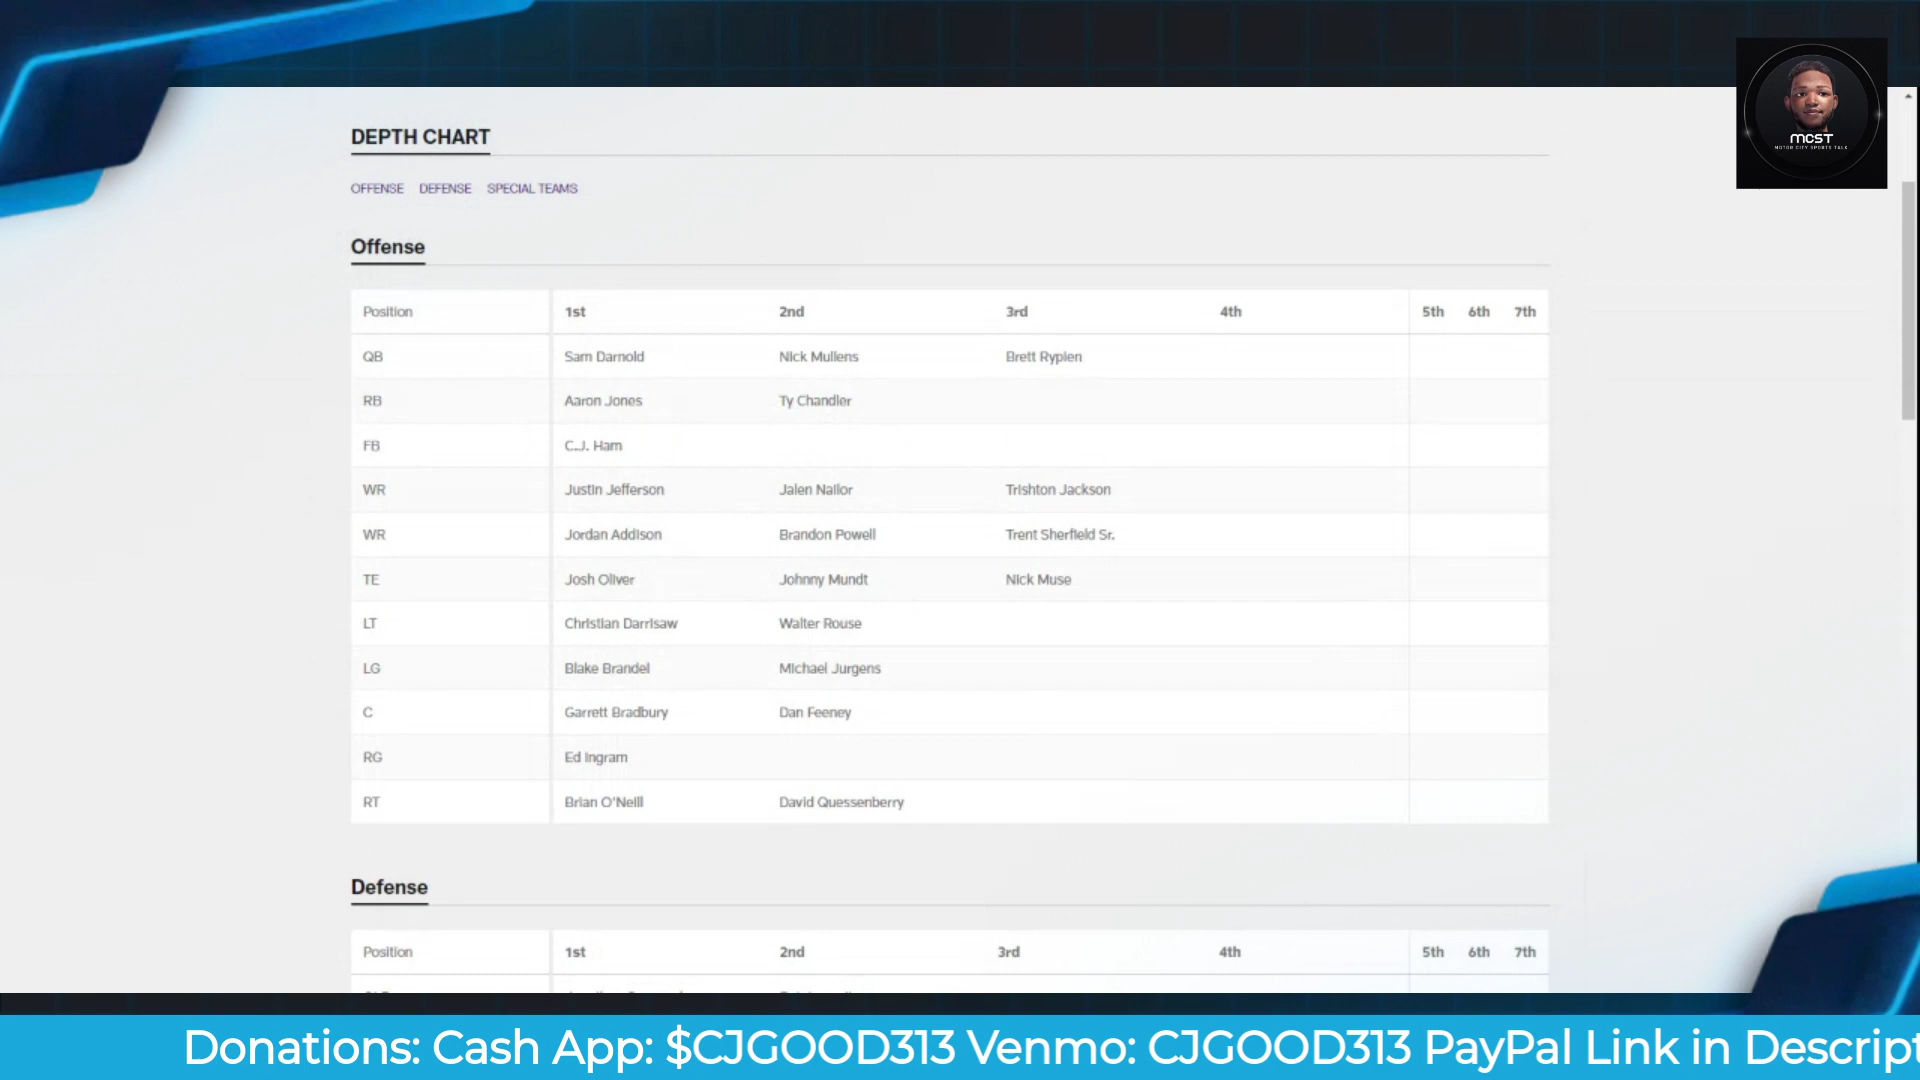 MCST
MOTOR CITY SPORTS TALK
DEPTH CHART
OFFENSE DEFENSE SPECIAL TEAMS
Offense
Position 1st 2nd 3rd 4th 5th 6th 7th
QB Sam Darnold Nick Mullens Brett Rypien
RB Aaron Jones Ty Chandler
FB C.J. Ham
WR Justin Jefferson Jalen Nailor Trishton Jackson
WR Jordan Addison Brandon Powell Trent Sherfield Sr.
TE Josh Oliver Johnny Mundt Nick Muse
LT Christian Darrisaw Walter Rouse
LG Blake Brandel Michael Jurgens
C Garrett Bradbury Dan Feeney
RG Ed Ingram
RT Brian O'Neill David Quessenberry
Defense
Position 1st 2nd 3rd 4th 5th 6th 7th
Donations: Cash App: $CJGOOD313 Venmo: CJGOOD313 PayPal Link in Descript